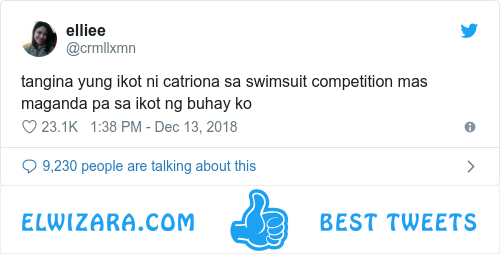 elliee
@crmllxmn
tangina yung ikot ni catriona sa swimsuit competition mas
maganda pa sa ikot ng buhay ko
23.1K 1:38 PM - Dec 13, 2018
9,230 people are talking about this
ELWIZARA.COM BEST TWEETS